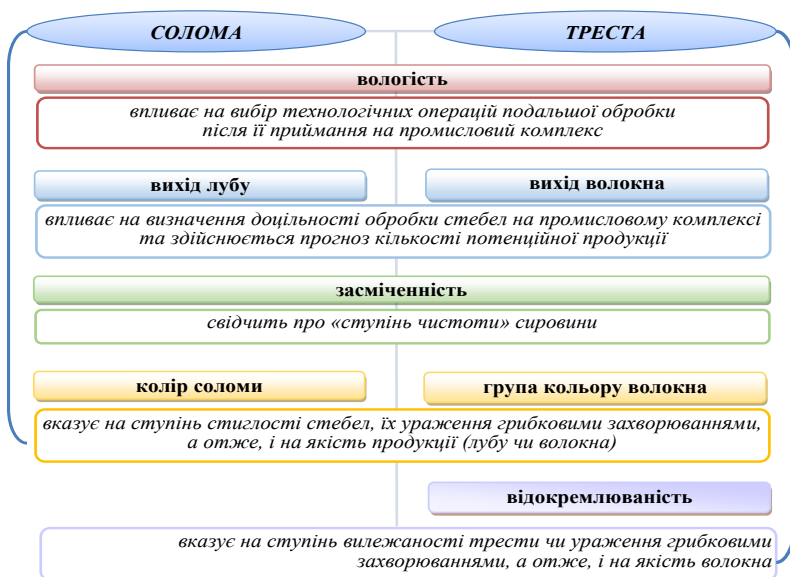 СОЛОМА
ТРЕСТА
вологість
впливає на вибір технологічних операцій подальшої обробки
після її приймання на промисловий комплекс
вихід лубу
вихід волокна
впливає на визначення доцільності обробки стебел на промисловому комплексі
та здійснюється прогноз кількості потенційної продукції
засміченність
свідчить про «ступінь чистоти» сировини
колір соломи
група кольору волокна
вказує на ступінь стиглості стебел, їх ураження грибковими захворюваннями,
а отже, і на якість продукції (лубу чи волокна)
відокремлюваність
вказує на ступінь вилежаності трести чи ураження грибковими
захворюваннями, а отже, і на якість волокна